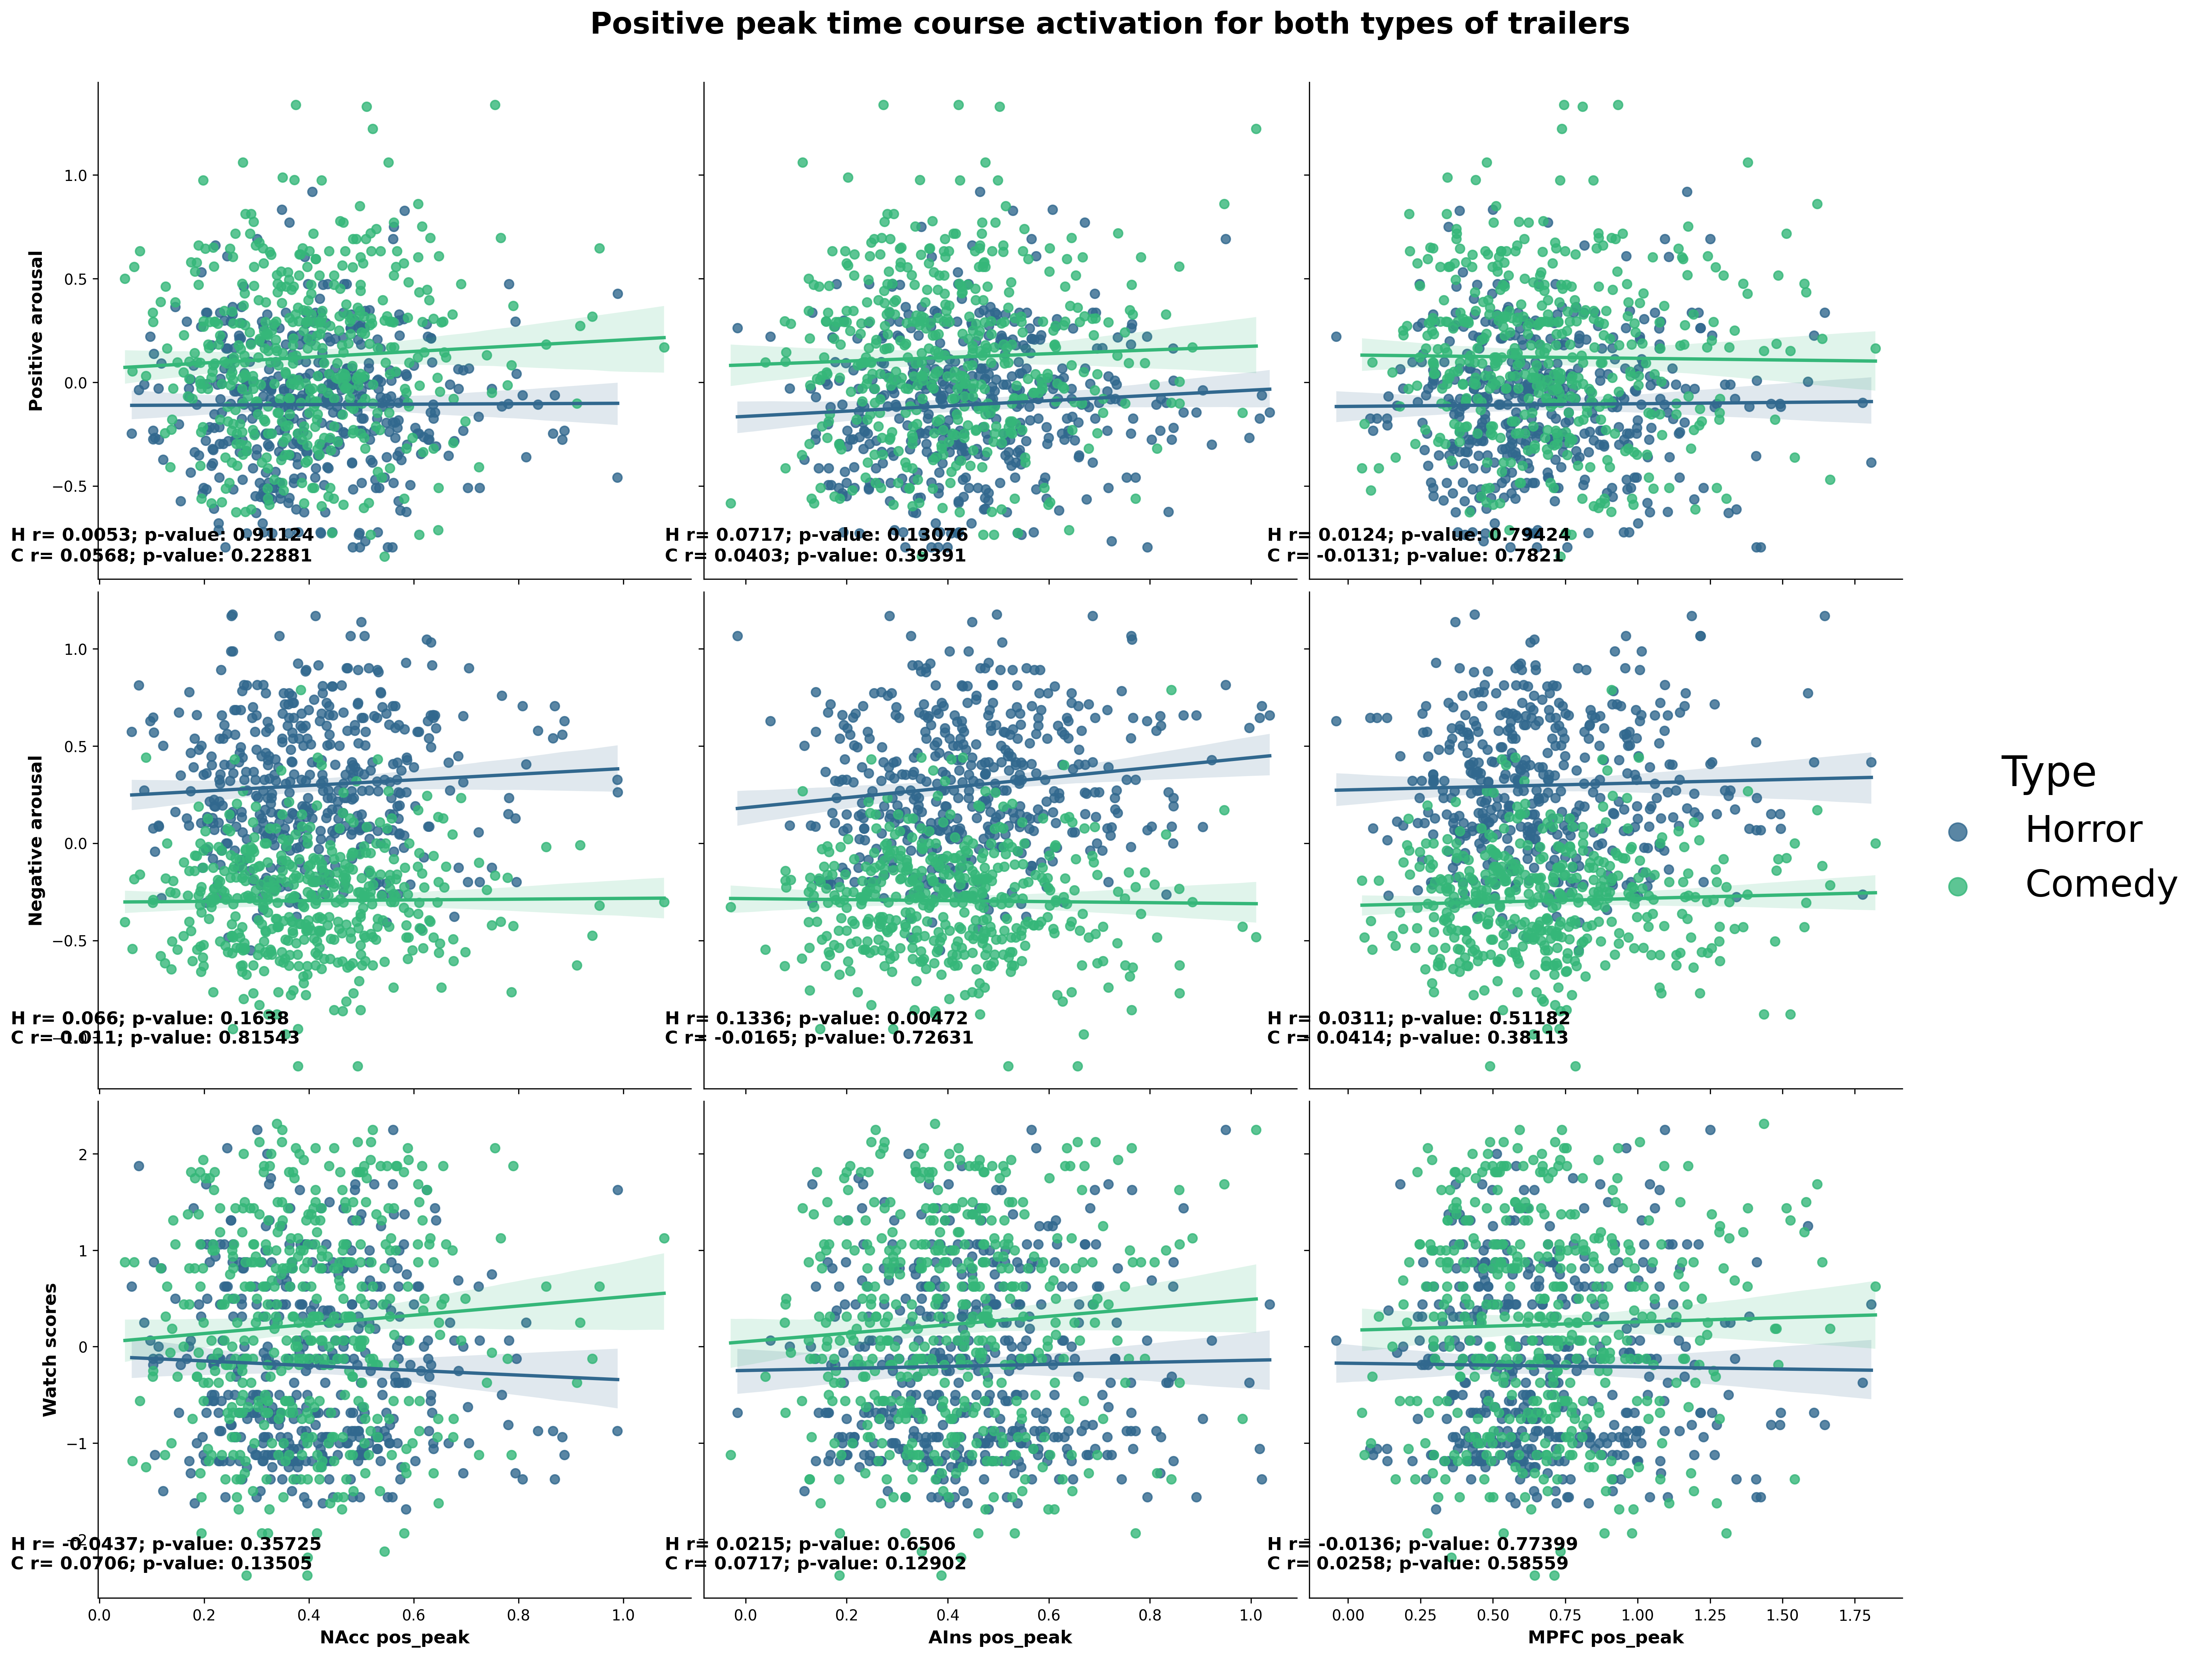 Positive peak time course activation for both types of trailers
Positive arousal
1.0
0.5
0.0
−0.5
H r= 0.0053; p-value: 0.91124
C r= 0.0568; p-value: 0.22881
H r= 0.0717; p-value: 0.13076
C r= 0.0403; p-value: 0.39391
H r= 0.0124; p-value: 0.79424
C r= -0.0131; p-value: 0.7821
Negative arousal
1.0
0.5
0.0
−0.5
H r= 0.066; p-value: 0.1638
p-value: 0.81543
H r= 0.1336; p-value: 0.00472
C r= -0.0165; p-value: 0.72631
H r= 0.0311; p-value: 0.51182
C r= 0.0414; p-value: 0.38113
Type
Horror
Comedy
Watch scores
2
1
0
−1
H r= -0.0437; p-value: 0.35725
C r= 0.0706; p-value: 0.13505
H r= 0.0215; p-value: 0.6506
C r= 0.0717; p-value: 0.12902
H r= -0.0136; p-value: 0.77399
C r= 0.0258; p-value: 0.58559
0.0 0.2 0.4 0.6 0.8 1.0
0.0 0.2 0.4 0.6 0.8 1.0
0.00 0.25 0.50 0.75 1.00 1.25 1.50 1.75
NAcc pos_peak
AIns pos_peak
MPFC pos_peak